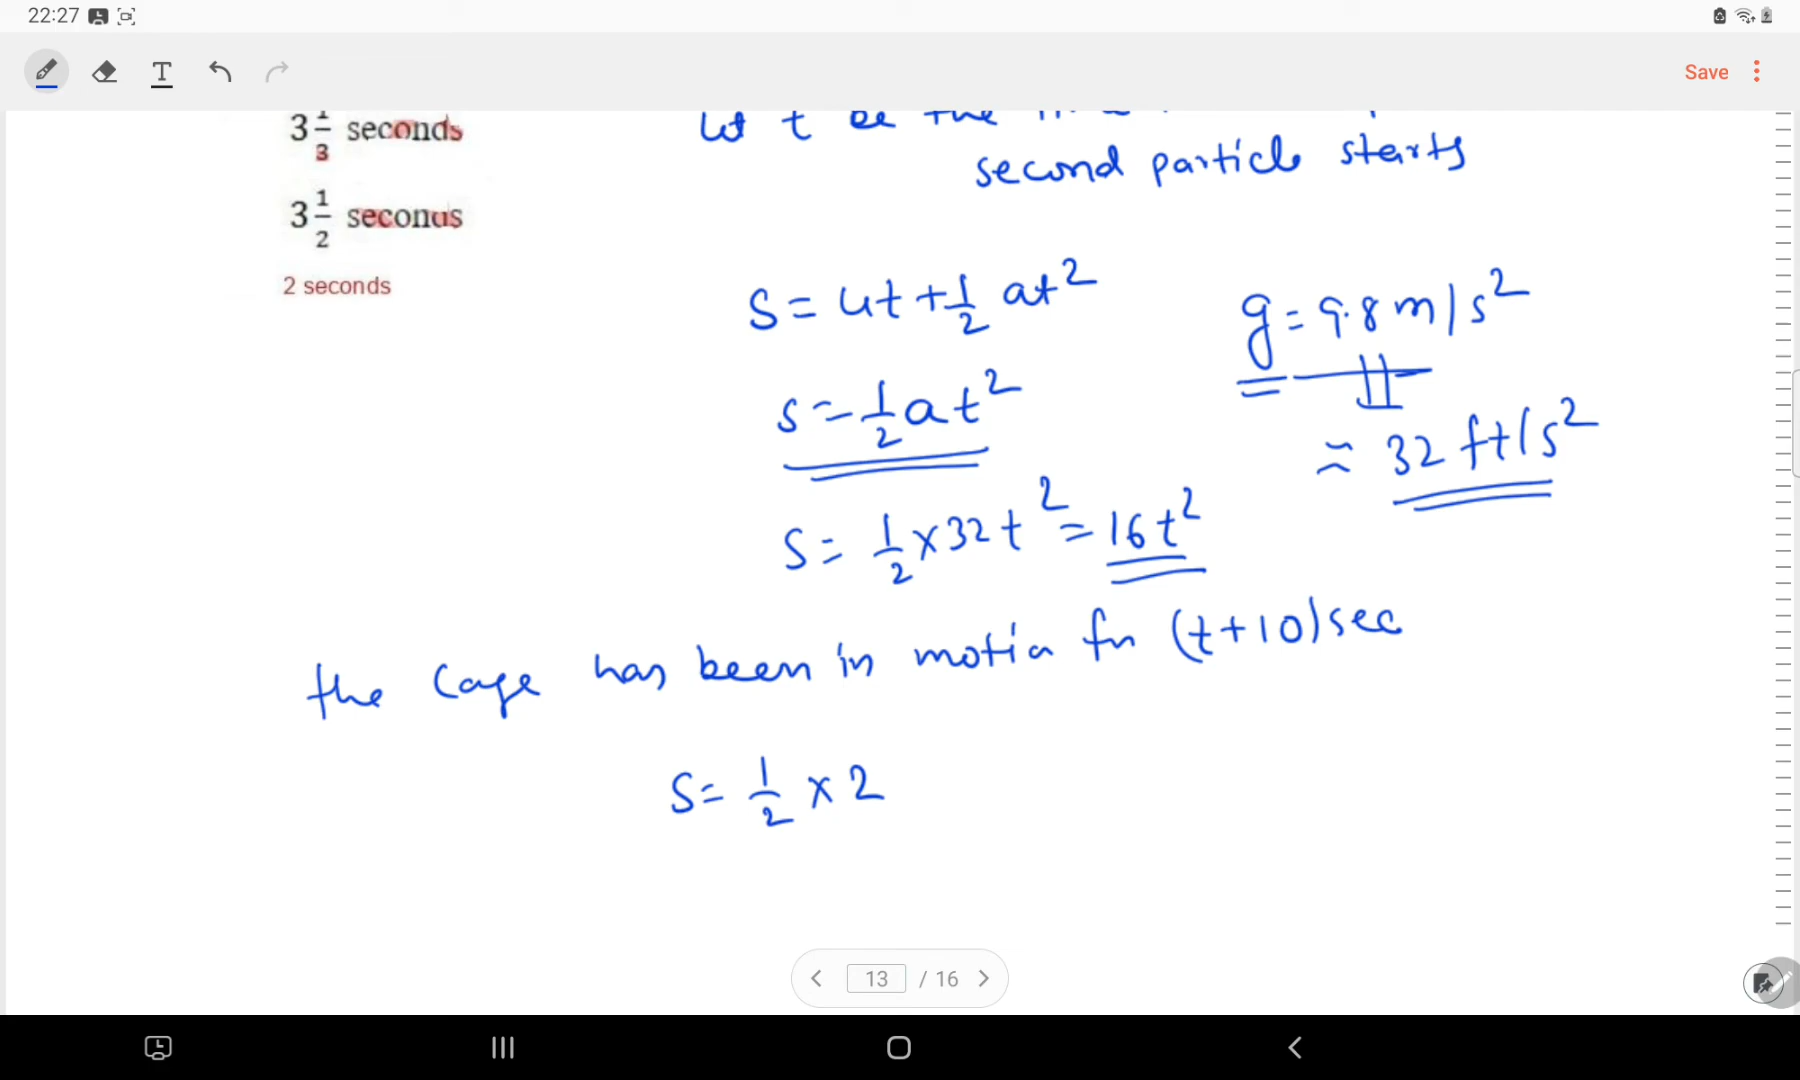 22:27
Save
3 1/3 seconds
let t be the
second particle starts
3 1/2 seconds
2 seconds
S = ut + 1/2 at²
g = 9.8 m/s²
s = 1/2 at²
≈ 32 ft/s²
S = 1/2 × 32 t² = 16 t²
the cage has been in motion for (t+10) sec
S = 1/2 × 2
13 / 16